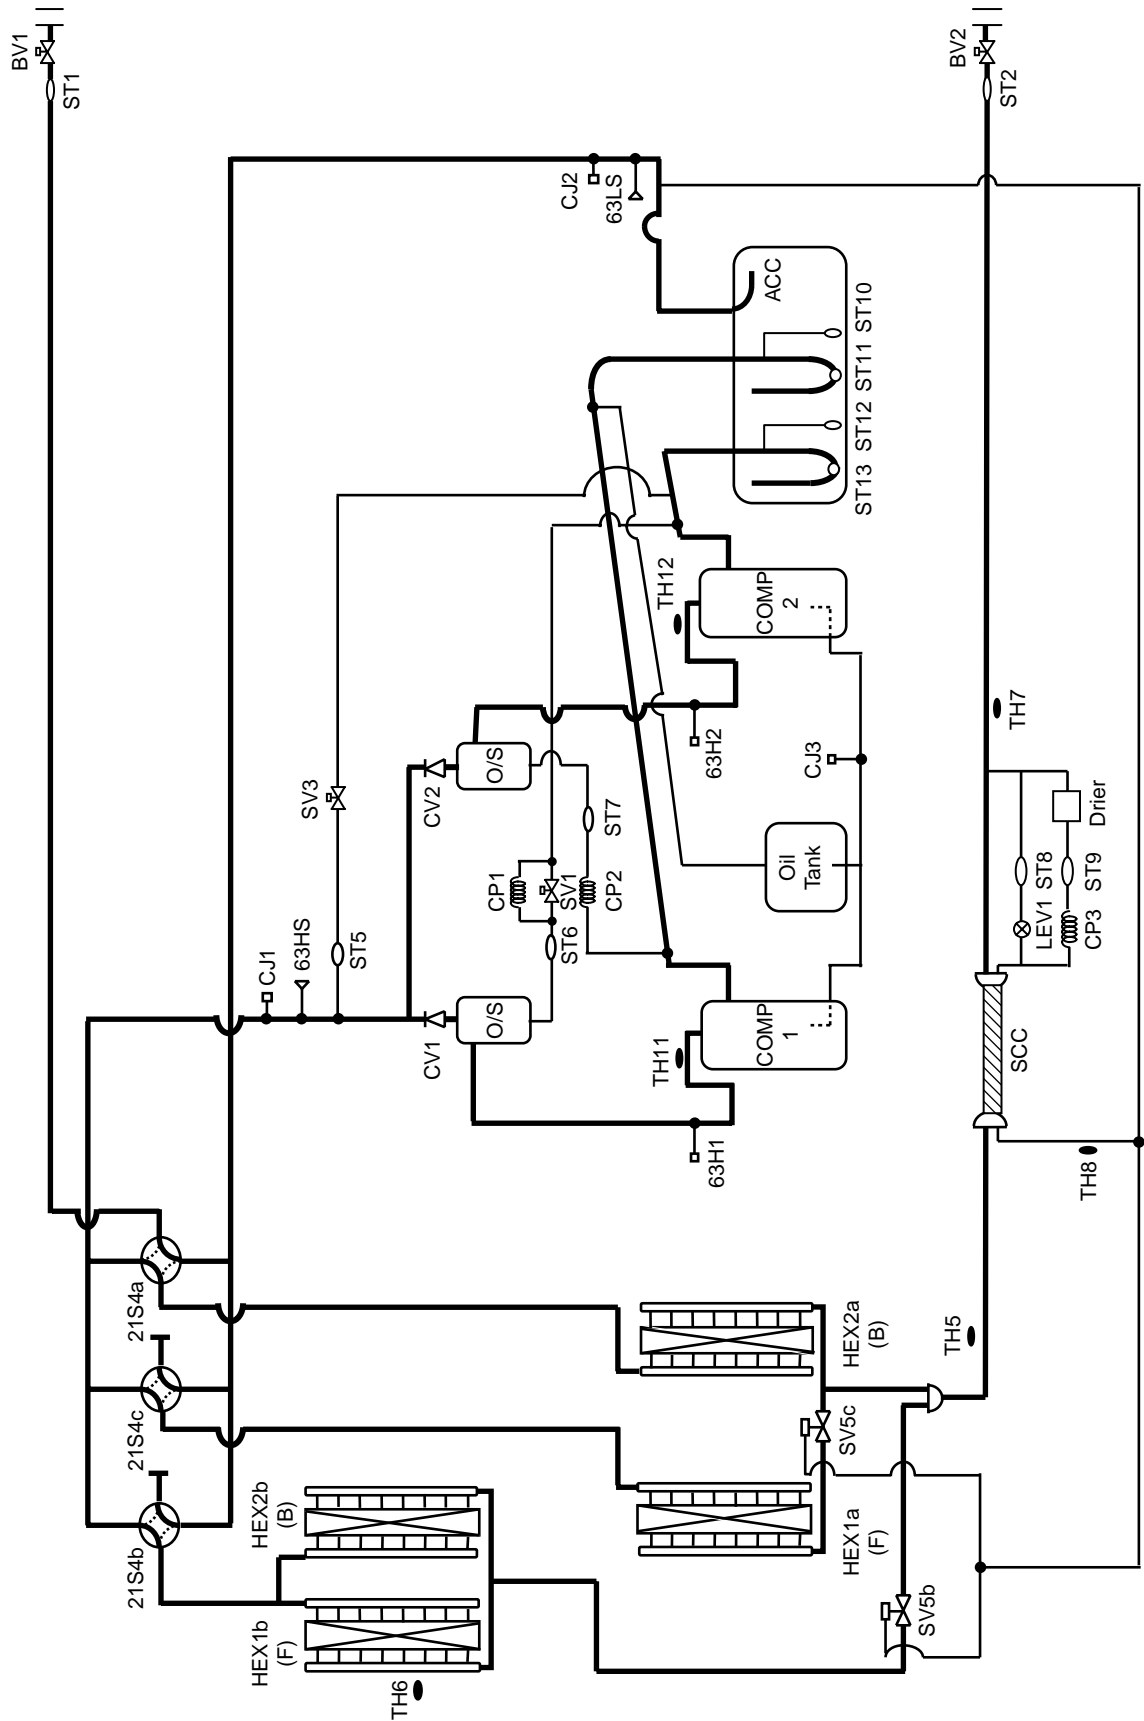 BV1
ST1
BV2
ST2
CJ2
63LS
ACC
ST10
ST11
ST12
ST13
TH12
COMP
2
SV3
CV2
O/S
63H2
CJ3
TH7
ST7
CP1
SV1
CP2
Oil
Tank
Drier
ST8
ST9
LEV1
CP3
CJ1
63HS
ST5
ST6
CV1
O/S
TH11
COMP
1
SCC
63H1
TH8
21S4a
HEX2a
(B)
TH5
21S4c
SV5c
HEX2b
(B)
HEX1a
(F)
21S4b
HEX1b
(F)
SV5b
TH6